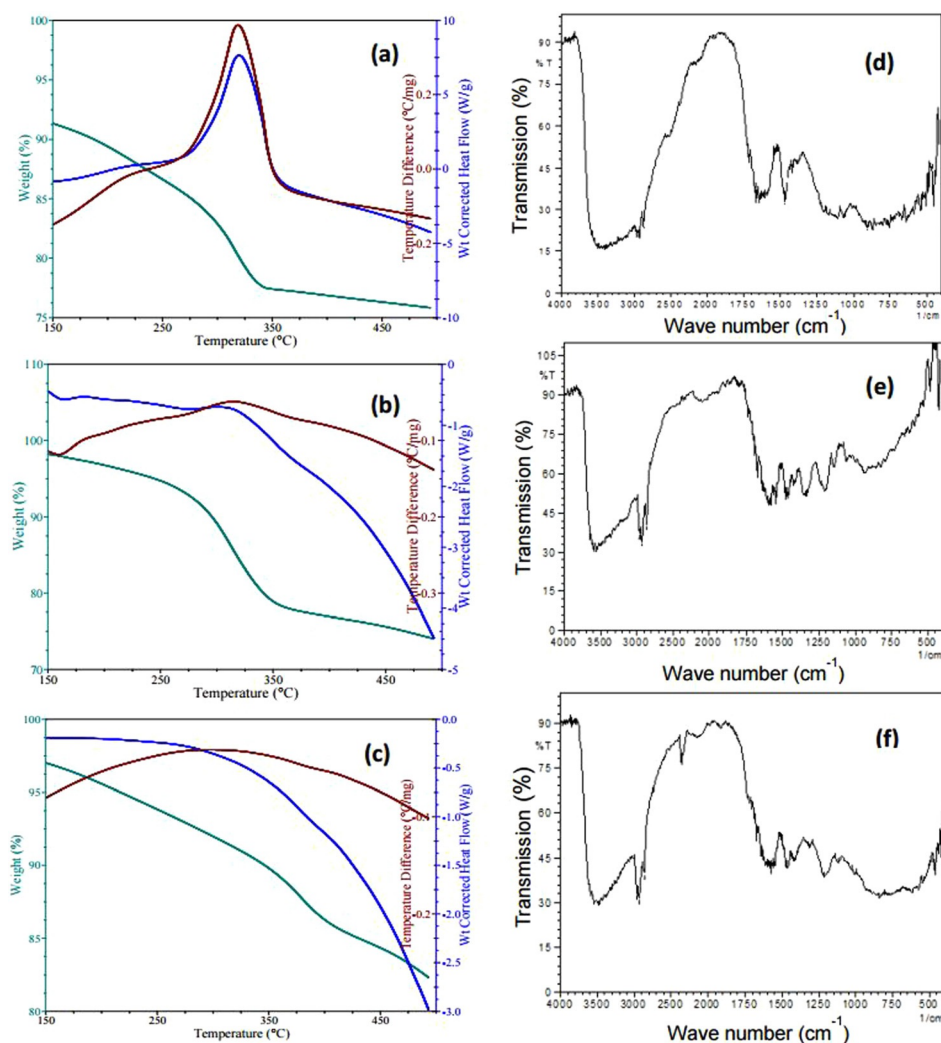 (a)
100
95
90
85
80
75
Weight (%)
0.2
0.0
-0.2
Temperature Difference (°C/mg)
10
5
0
-5
-10
Wt Corrected Heat Flow (W/g)
150
250
350
450
Temperature (°C)
(b)
110
100
90
80
70
Weight (%)
-0.1
-0.2
-0.3
Temperature Difference (°C/mg)
0
-1
-2
-3
-4
-5
Wt Corrected Heat Flow (W/g)
150
250
350
450
Temperature (°C)
(c)
100
95
90
85
80
Weight (%)
-0.1
-0.2
Temperature Difference (°C/mg)
0.0
-0.5
-1.0
-1.5
-2.0
-2.5
-3.0
Wt Corrected Heat Flow (W/g)
150
250
350
450
Temperature (°C)
(d)
90
%T
75
60
45
30
15
Transmission (%)
4000 3500 3000 2500 2000 1750 1500 1250 1000 750 500
1/cm
Wave number (cm-1)
(e)
105
%T
90
75
60
45
30
15
0
Transmission (%)
4000 3500 3000 2500 2000 1750 1500 1250 1000 750 500
1/cm
Wave number (cm-1)
(f)
90
%T
75
60
45
30
15
0
Transmission (%)
4000 3500 3000 2500 2000 1750 1500 1250 1000 750 500
1/cm
Wave number (cm-1)